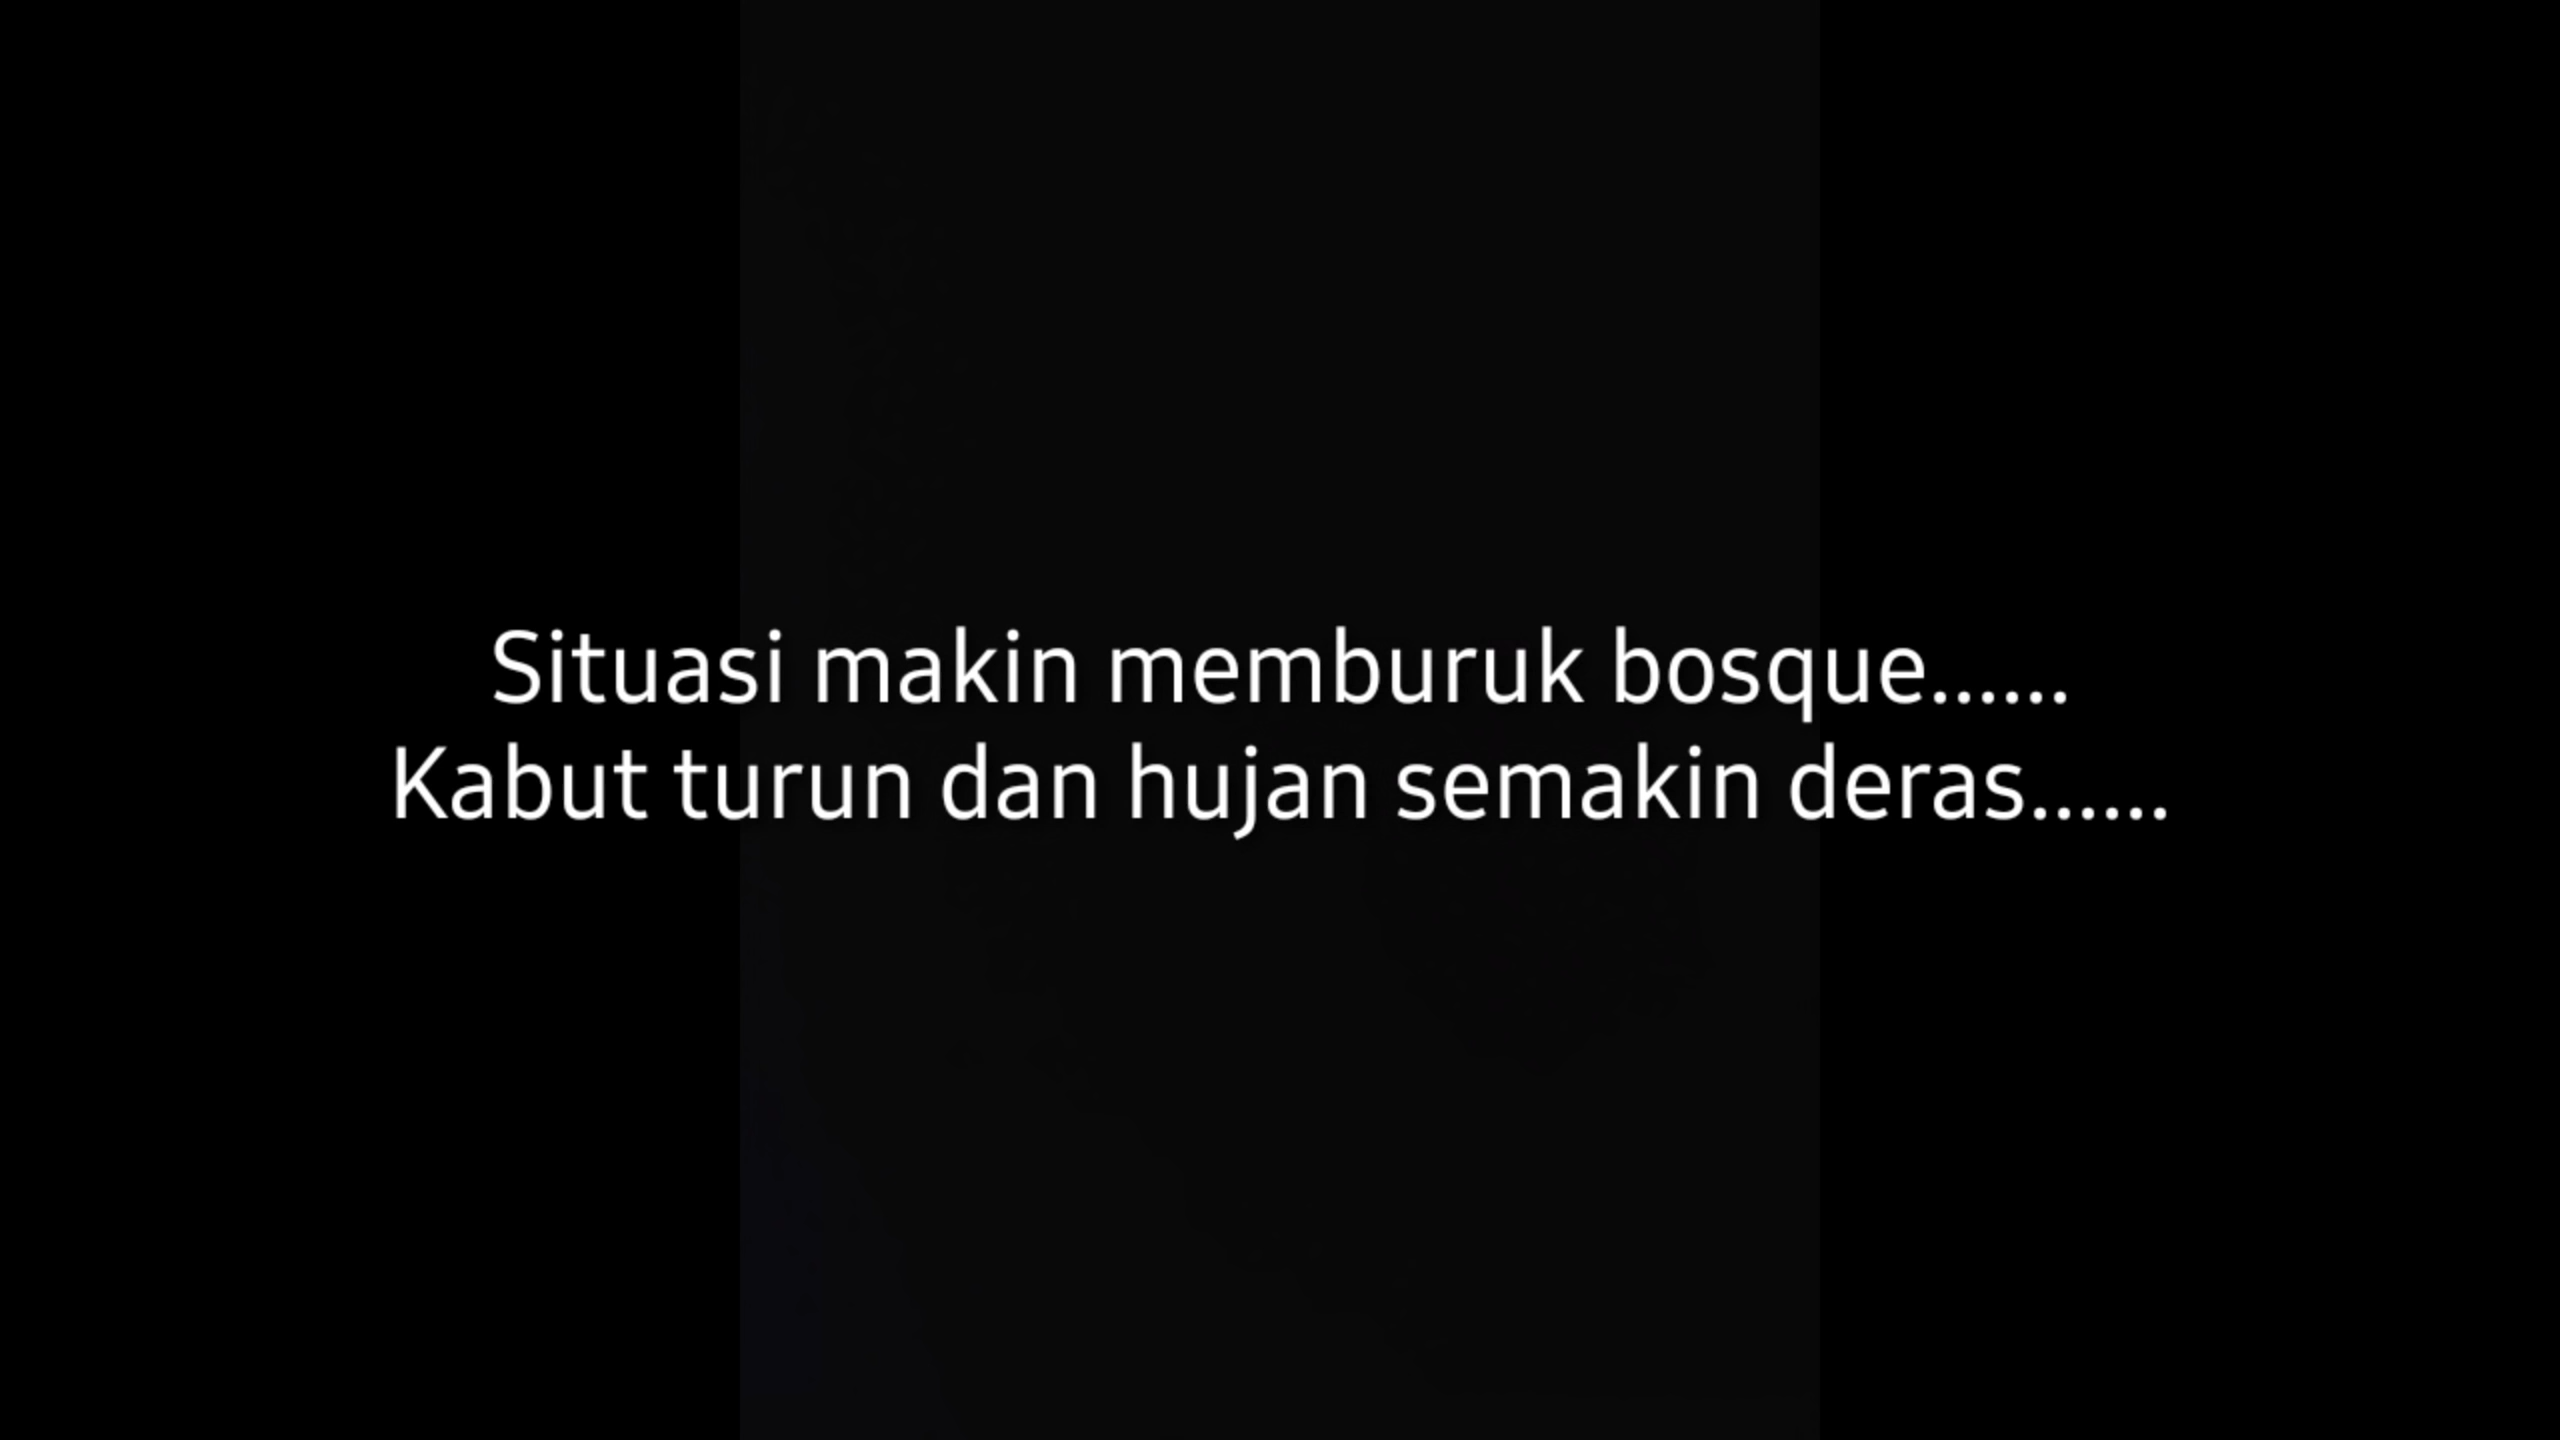 Situasi makin memburuk bosque......
Kabut turun dan hujan semakin deras......